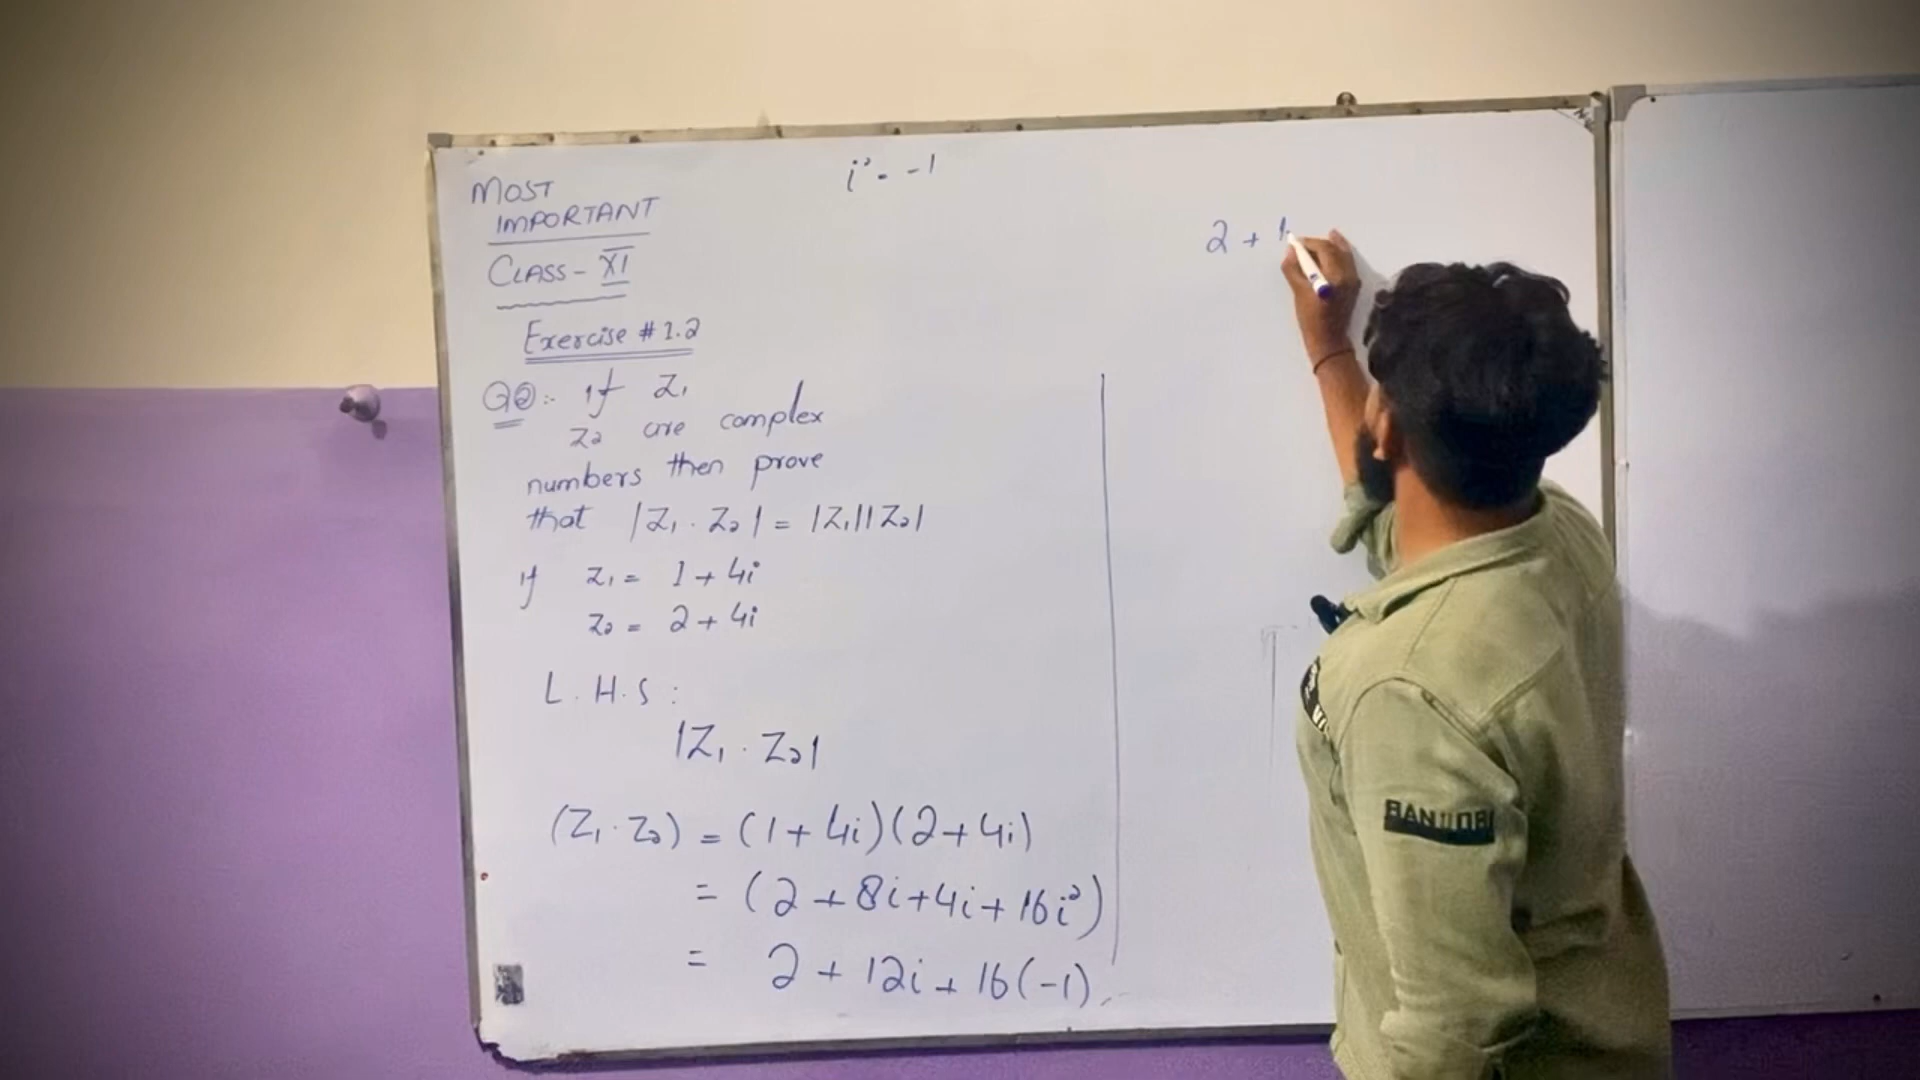 MOST
IMPORTANT
CLASS - XI
Exercise # 1.2
Q2:- If Z₁
Z₂ are complex
numbers then prove
that |Z₁ . Z₂| = |Z₁||Z₂|
if Z₁ = 1 + 4i
Z₂ = 2 + 4i
L.H.S :
|Z₁ . Z₂|
(Z₁ . Z₂) = (1 + 4i)(2 + 4i)
= (2 + 8i + 4i + 16i²)
= 2 + 12i + 16(-1)
i² = -1
2 + 1